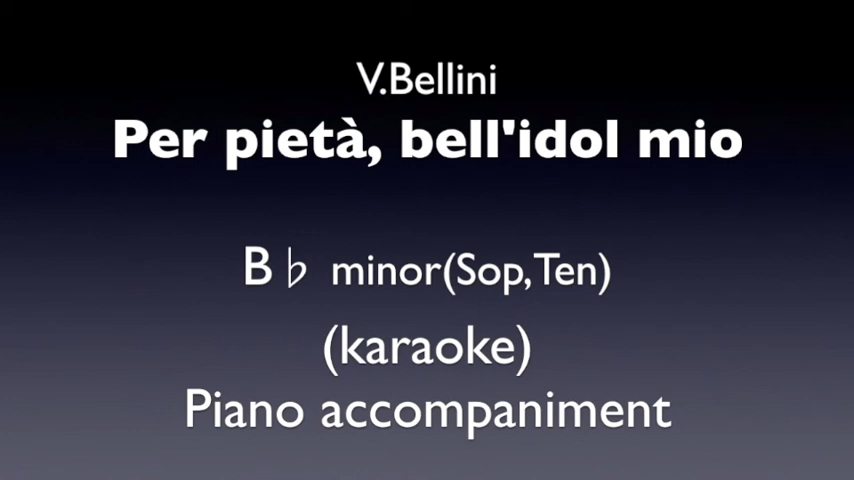 V.Bellini
Per pietà, bell'idol mio
B♭ minor(Sop,Ten)
(karaoke)
Piano accompaniment